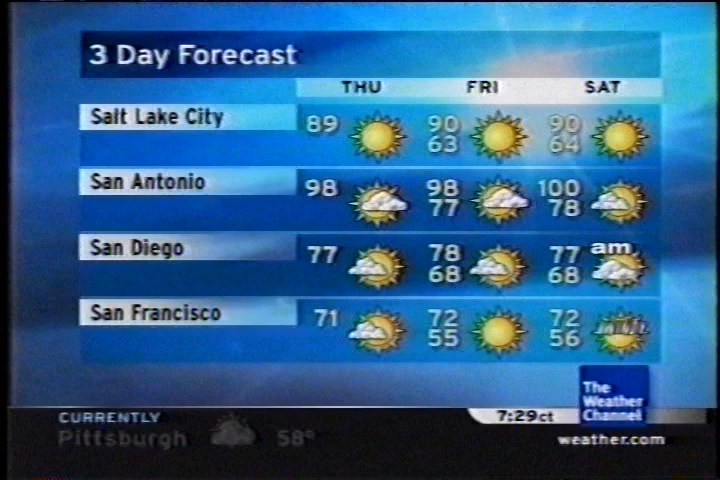 3 Day Forecast
THU FRI SAT
Salt Lake City 89 90 63 90 64
San Antonio 98 98 77 100 78
San Diego 77 78 68 77 68 am
San Francisco 71 72 55 72 56
WIND
The
Weather
Channel
CURRENTLY 7:29ct
Pittsburgh 58° weather.com